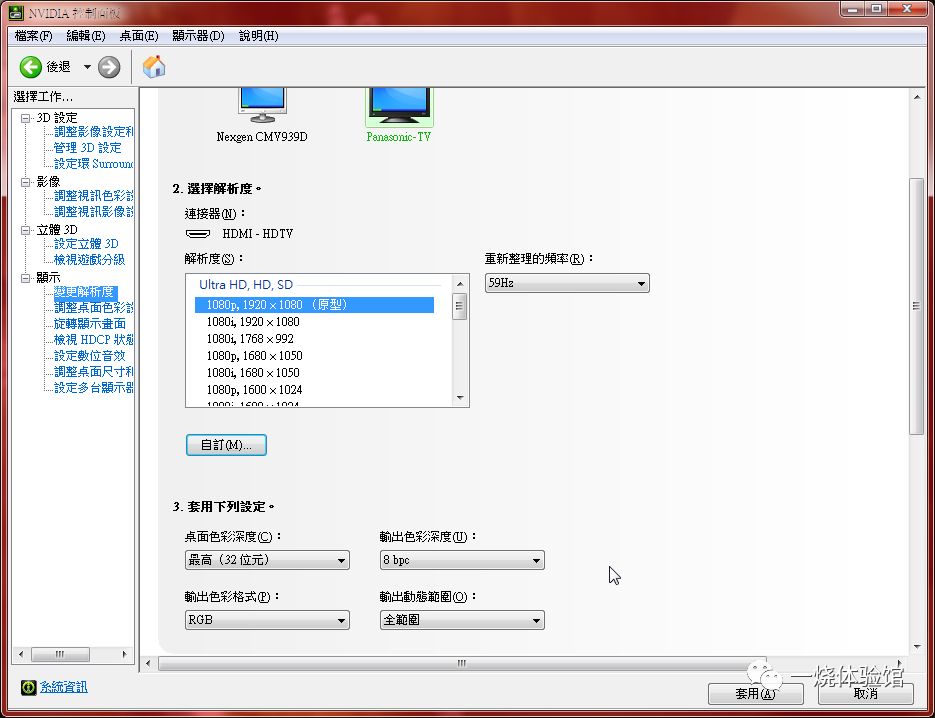 NVIDIA 控制面板
檔案(F) 編輯(E) 桌面(E) 顯示器(D) 說明(H)
後退
選擇工作...
3D 設定
調整影像設定和
管理 3D 設定
設定環 Surroun
影像
調整視訊色彩設
調整視訊影像設
立體 3D
設定立體 3D
檢視遊戲分級
顯示
變更解析度
調整桌面色彩設
旋轉顯示畫面
檢視 HDCP 狀態
設定數位音效
調整桌面尺寸和
設定多台顯示器
系統資訊
Nexgen CMV939D
Panasonic-TV
2. 選擇解析度。
連接器(N)：
HDMI - HDTV
解析度(S)：
重新整理的頻率(R)：
Ultra HD, HD, SD
59Hz
1080p, 1920 × 1080 （原型）
1080i, 1920 × 1080
1080i, 1768 × 992
1080p, 1680 × 1050
1080i, 1680 × 1050
1080p, 1600 × 1024
1080i, 1600 × 1024
自訂(M)...
3. 套用下列設定。
桌面色彩深度(C)：
輸出色彩深度(U)：
最高（32 位元）
8 bpc
輸出色彩格式(P)：
輸出動態範圍(O)：
RGB
全範圍
一烧体验馆
套用(A)
取消